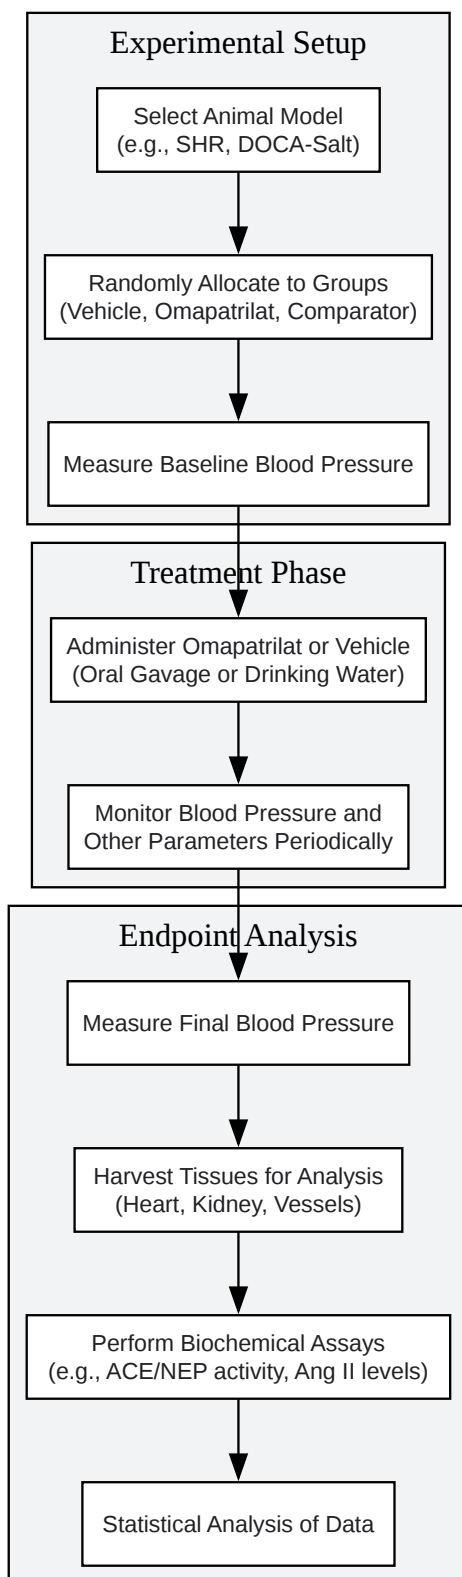 Experimental Setup
Select Animal Model
(e.g., SHR, DOCA-Salt)
Randomly Allocate to Groups
(Vehicle, Omapatrilat, Comparator)
Measure Baseline Blood Pressure
Treatment Phase
Administer Omapatrilat or Vehicle
(Oral Gavage or Drinking Water)
Monitor Blood Pressure and
Other Parameters Periodically
Endpoint Analysis
Measure Final Blood Pressure
Harvest Tissues for Analysis
(Heart, Kidney, Vessels)
Perform Biochemical Assays
(e.g., ACE/NEP activity, Ang II levels)
Statistical Analysis of Data